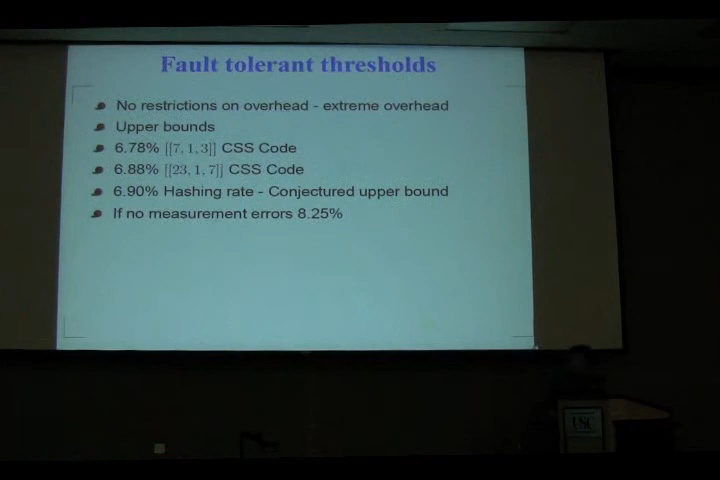 Fault tolerant thresholds
No restrictions on overhead - extreme overhead
Upper bounds
6.78% [[7, 1, 3]] CSS Code
6.88% [[23, 1, 7]] CSS Code
6.90% Hashing rate - Conjectured upper bound
If no measurement errors 8.25%
USC